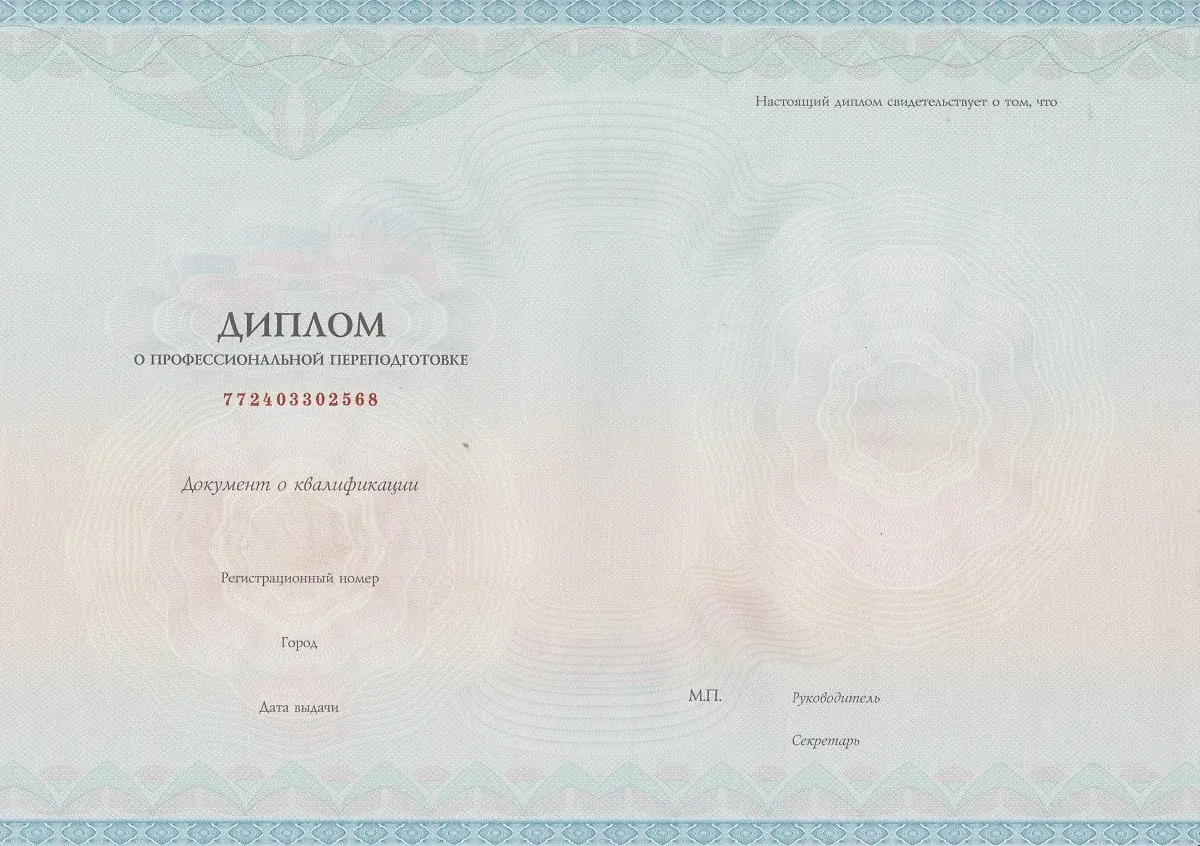 ДИПЛОМ
О ПРОФЕССИОНАЛЬНОЙ ПЕРЕПОДГОТОВКЕ
772403302568
Документ о квалификации
Регистрационный номер
Город
Дата выдачи
Настоящий диплом свидетельствует о том, что
М.П.
Руководитель
Секретарь